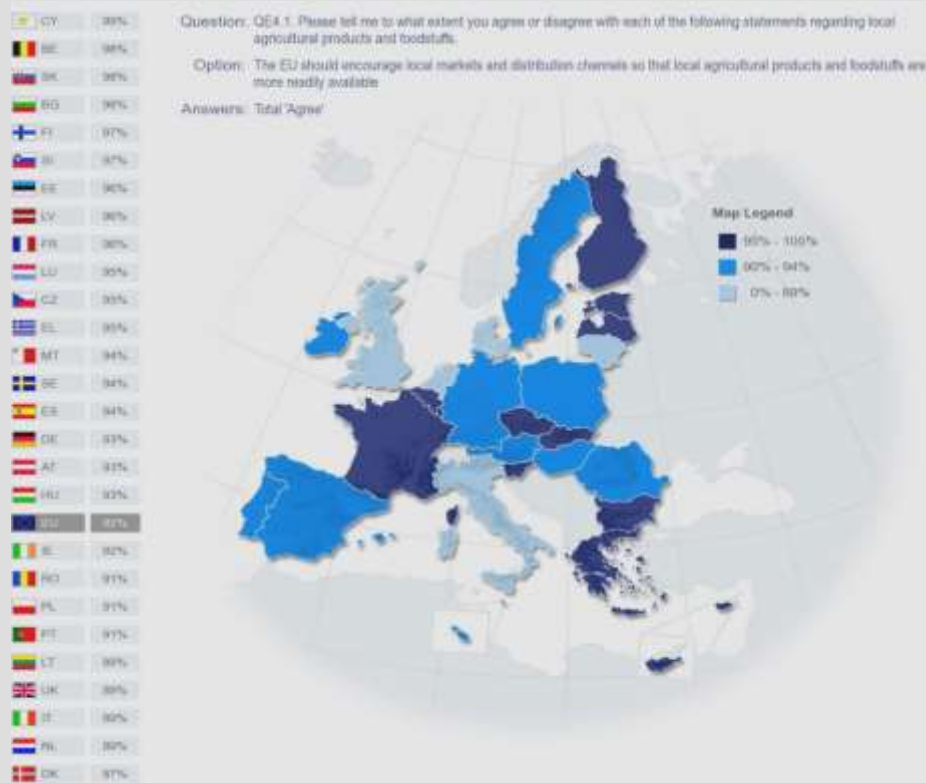 CY 99%
BE 98%
SK 98%
BG 98%
FI 97%
SI 97%
EE 96%
LV 96%
FR 96%
LU 95%
CZ 95%
EL 95%
MT 94%
SE 94%
ES 94%
DE 93%
AT 93%
HU 93%
EU
IE 92%
RO 91%
PL 91%
PT 91%
LT
UK
IT
NL 89%
DK
Question: QE4.1. Please tell me to what extent you agree or disagree with each of the following statements regarding local
agricultural products and foodstuffs.
Option: The EU should encourage local markets and distribution channels so that local agricultural products and foodstuffs are
more readily available
Answers: Total 'Agree'
Map Legend
95% - 100%
90% - 94%
0% - 89%